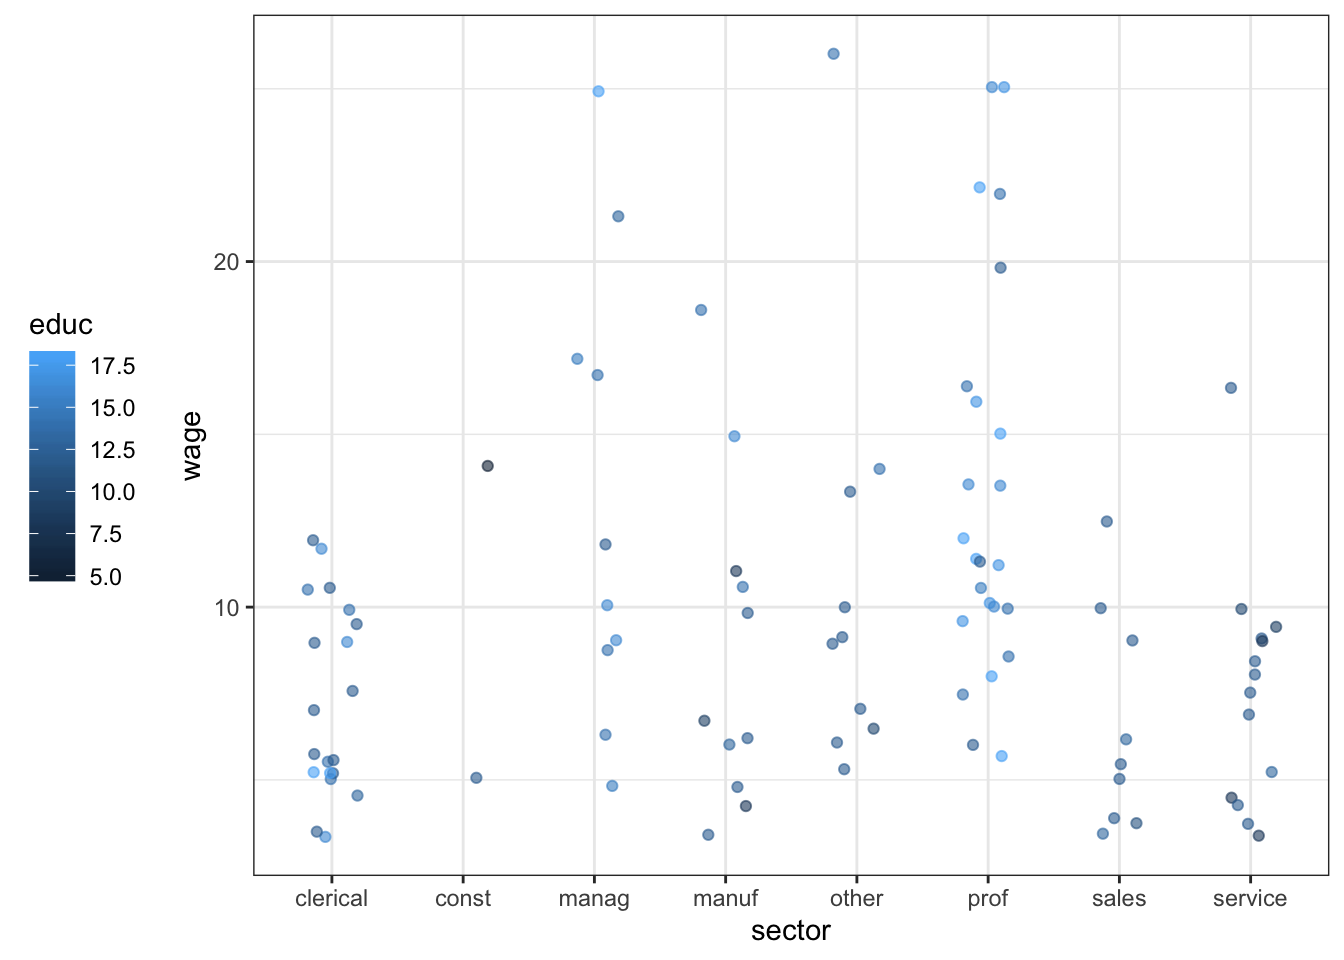 educ
17.5
15.0
12.5
10.0
7.5
5.0
wage
20
10
clerical const manag manuf other prof sales service
sector